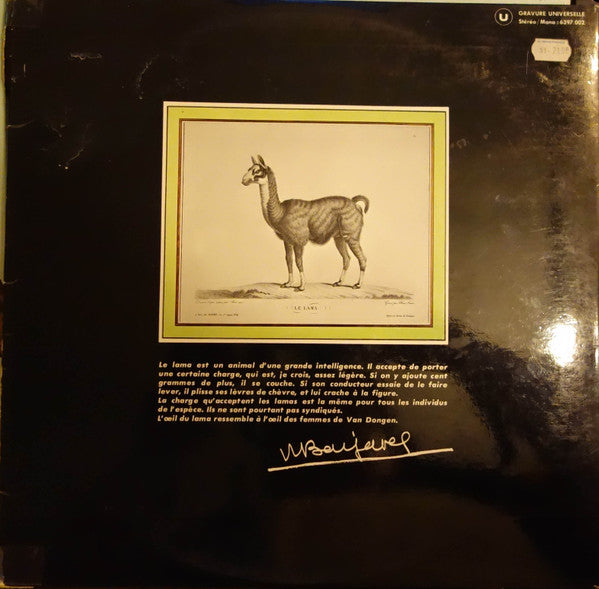 U
GRAVURE UNIVERSELLE
Stéréo / Mono : 6397 002
LE LAMA
Le lama est un animal d'une grande intelligence. Il accepte de porter
une certaine charge, qui est, je crois, assez légère. Si on y ajoute cent
grammes de plus, il se couche. Si son conducteur essaie de le faire
lever, il plisse ses lèvres de chèvre, et lui crache à la figure.
La charge qu'acceptent les lamas est la même pour tous les individus
de l'espèce. Ils ne sont pourtant pas syndiqués.
L'œil du lama ressemble à l'œil des femmes de Van Dongen.